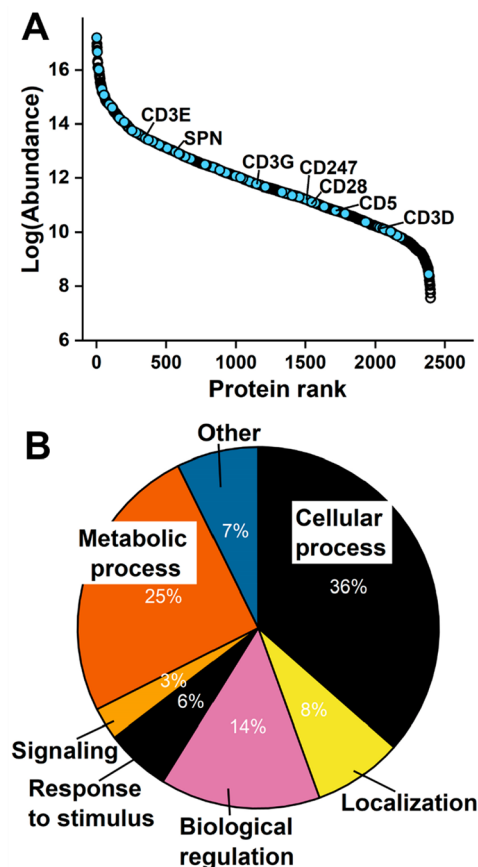 A
Log(Abundance)
16
14
12
10
8
6
CD3E
SPN
CD3G
CD247
CD28
CD5
CD3D
0
500
1000
1500
2000
2500
Protein rank
B
Other
7%
Cellular
process
36%
Metabolic
process
25%
3%
6%
8%
14%
Signaling
Response
to stimulus
Localization
Biological
regulation